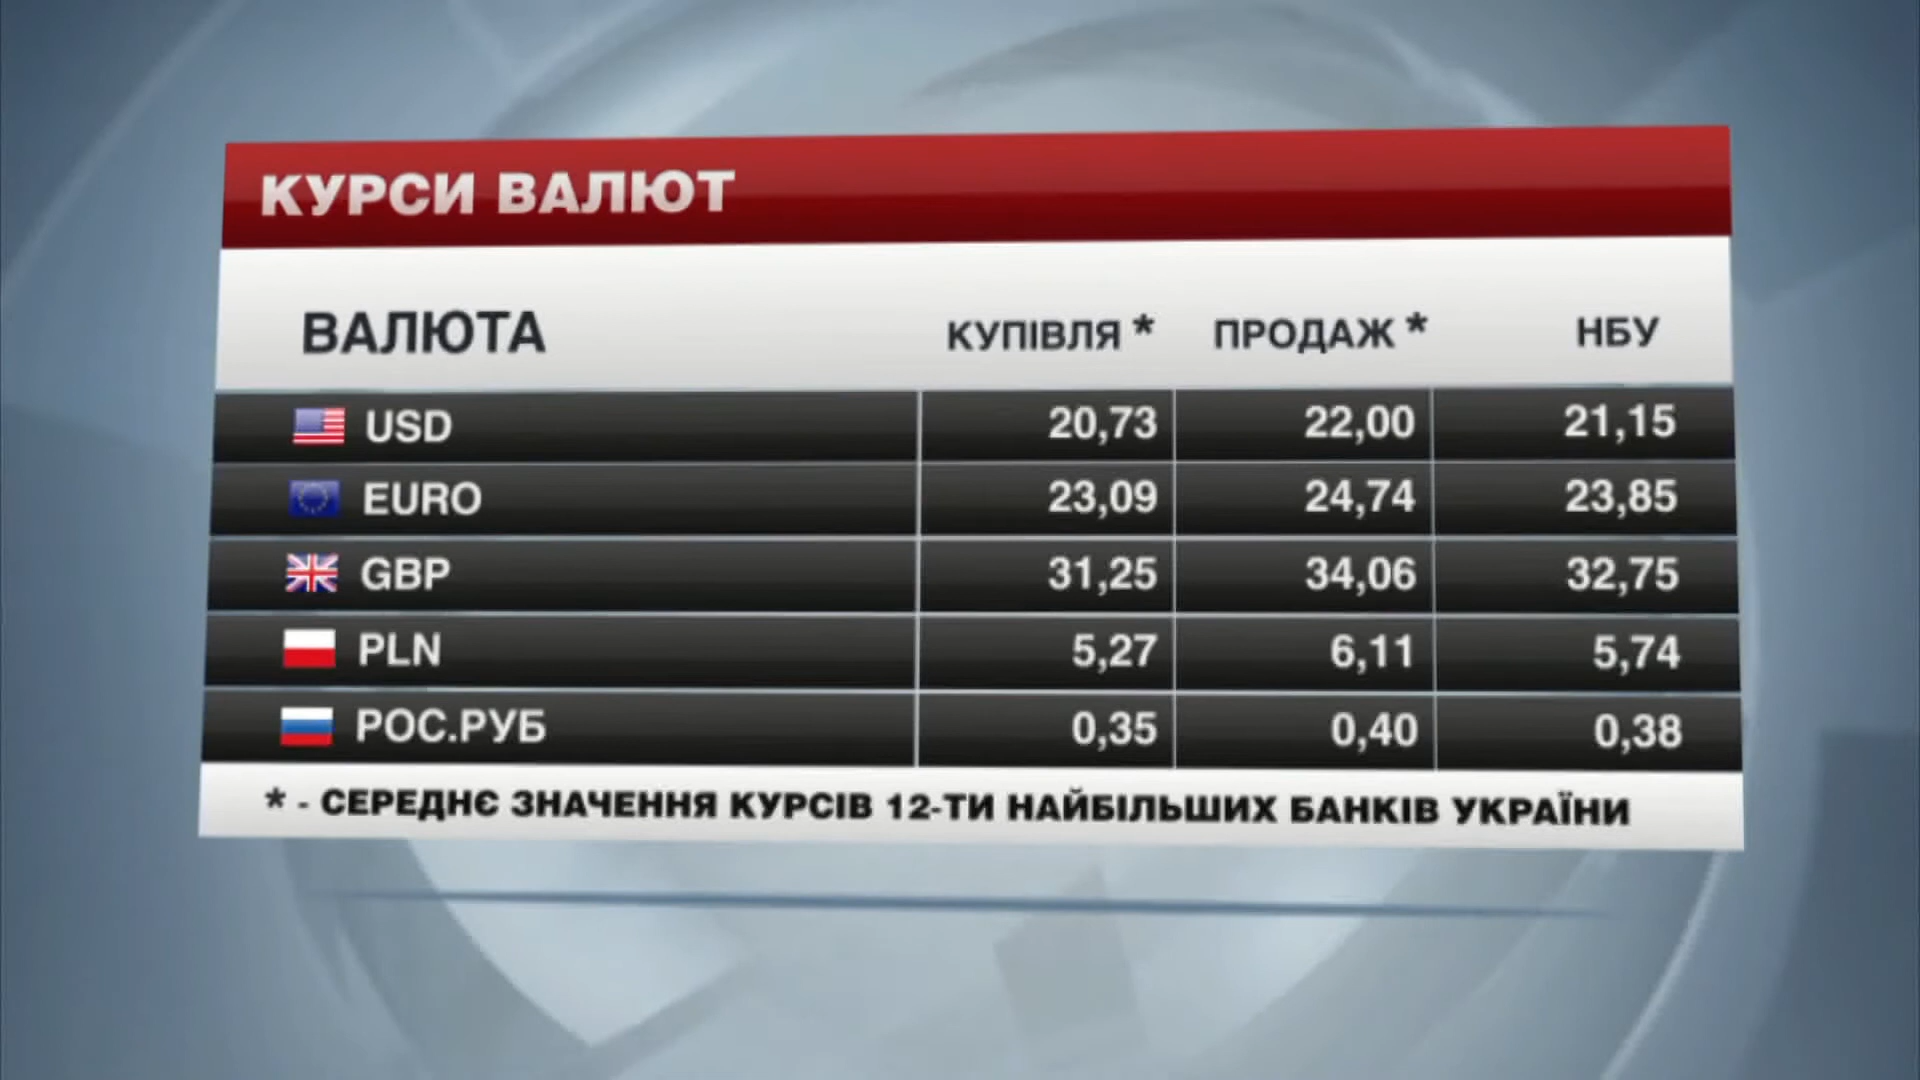 КУРСИ ВАЛЮТ
ВАЛЮТА КУПІВЛЯ * ПРОДАЖ * НБУ
USD 20,73 22,00 21,15
EURO 23,09 24,74 23,85
GBP 31,25 34,06 32,75
PLN 5,27 6,11 5,74
РОС.РУБ 0,35 0,40 0,38
* - СЕРЕДНЄ ЗНАЧЕННЯ КУРСІВ 12-ТИ НАЙБІЛЬШИХ БАНКІВ УКРАЇНИ